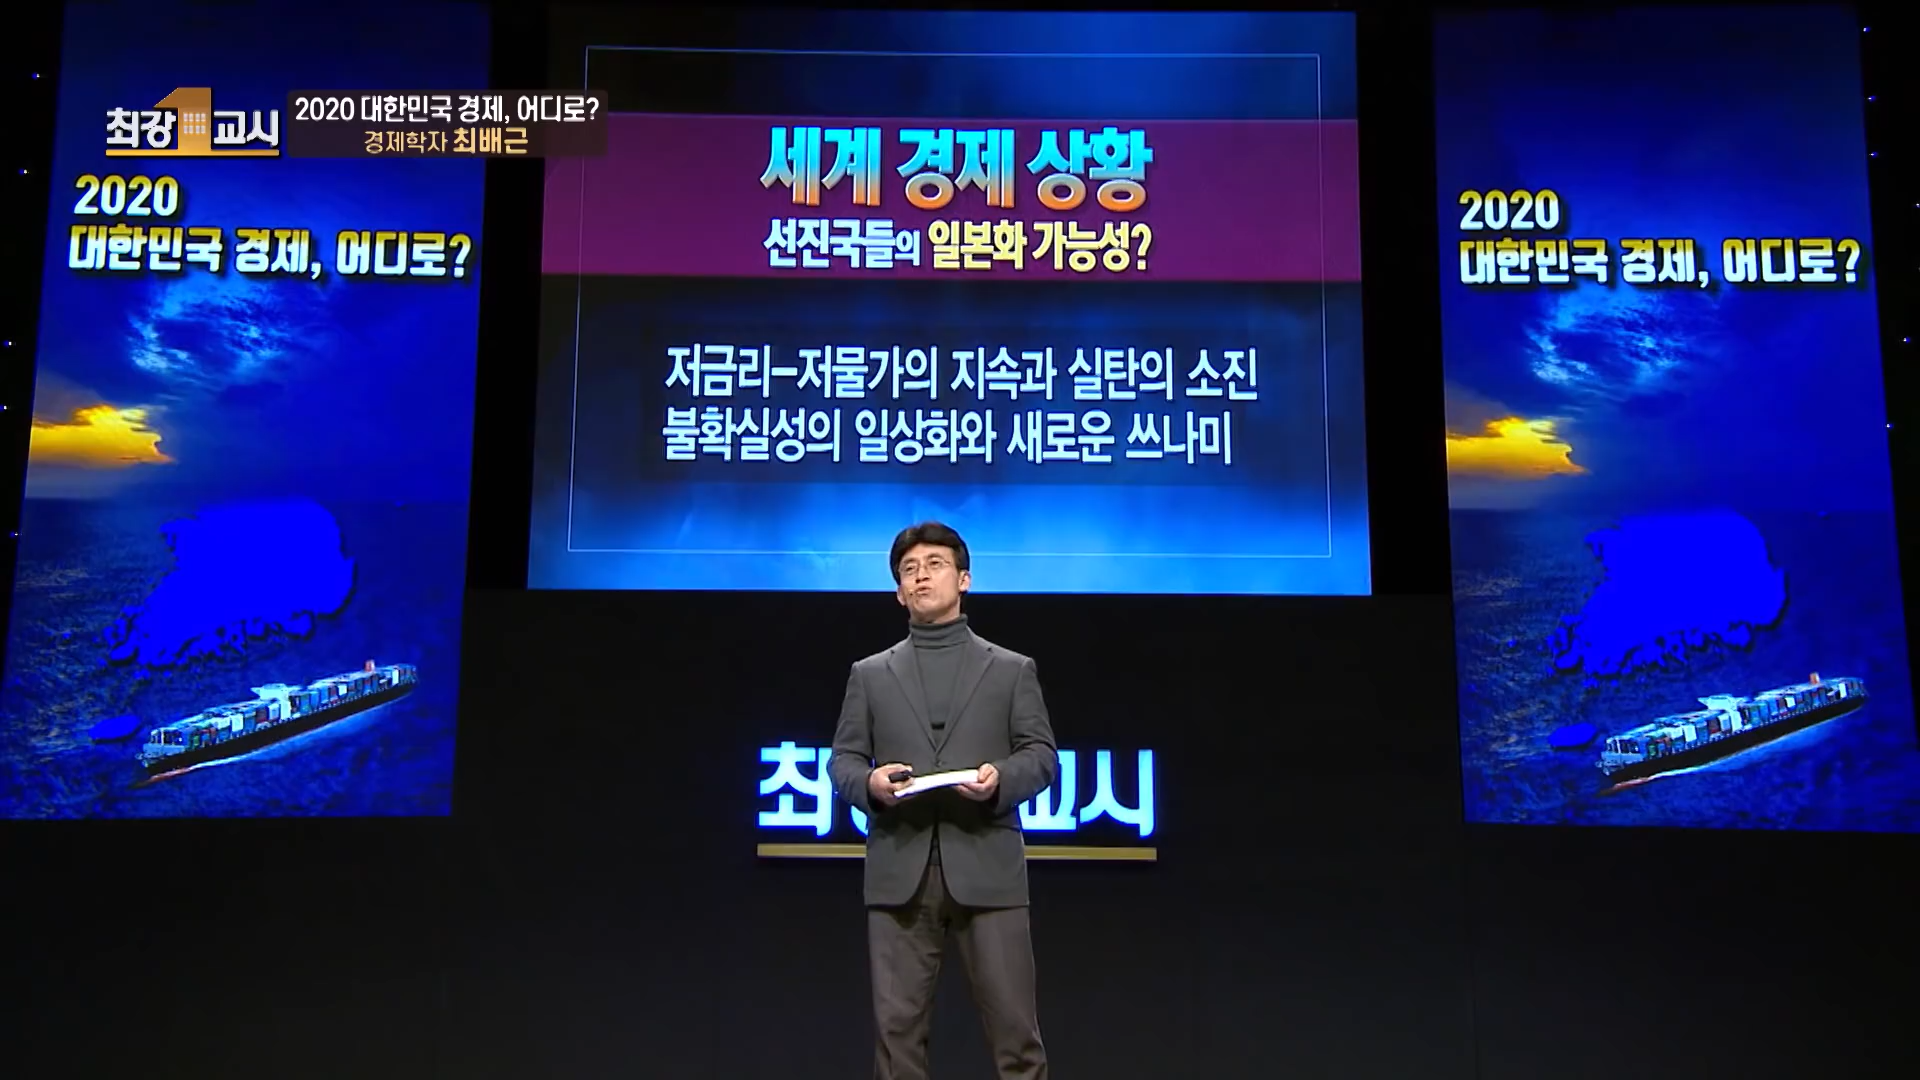 최강1교시
2020 대한민국 경제, 어디로?
경제학자 최배근
2020
대한민국 경제, 어디로?
세계 경제 상황
선진국들의 일본화 가능성?
저금리-저물가의 지속과 실탄의 소진
불확실성의 일상화와 새로운 쓰나미
2020
대한민국 경제, 어디로?
최 교시